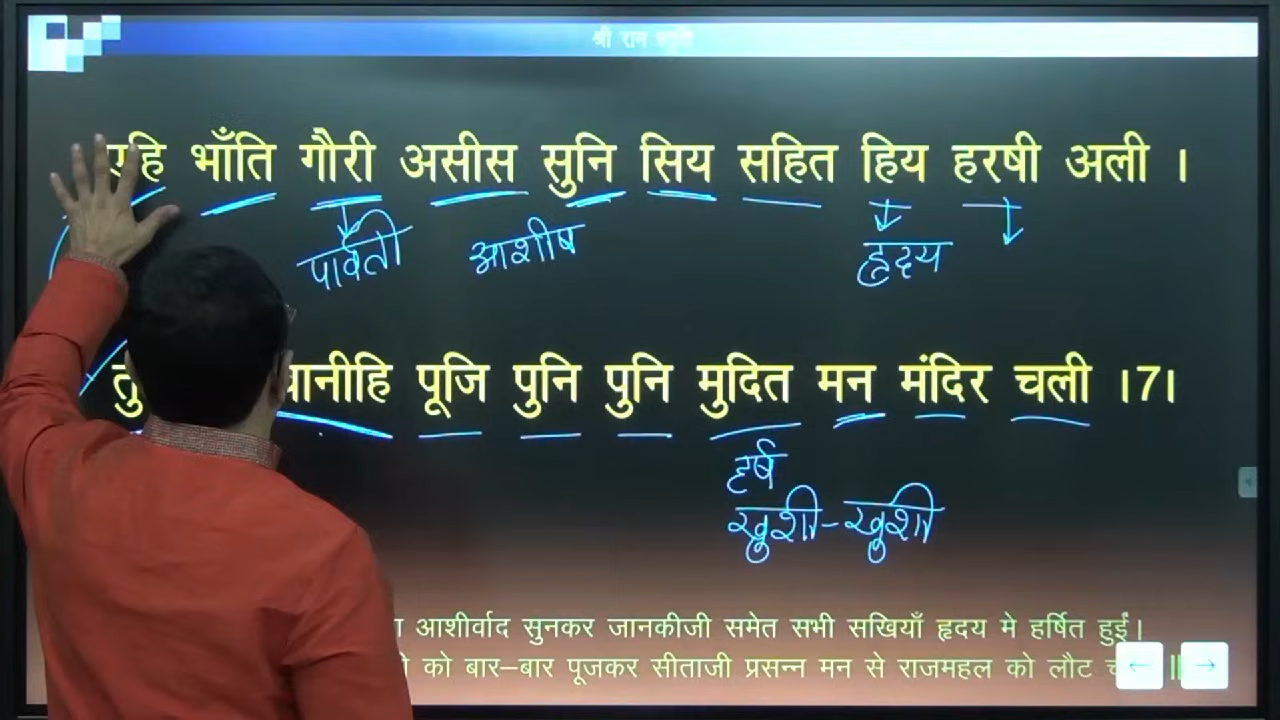 श्री राम स्तुति
एहि भाँति गौरी असीस सुनि सिय सहित हिय हरषी अली ।
पार्वती आशीष हृदय
पूजि पुनि पुनि मुदित मन मंदिर चली ।7।
हर्ष
खुशी-खुशी
आशीर्वाद सुनकर जानकीजी समेत सभी सखियाँ हृदय मे हर्षित हुईं।
को बार–बार पूजकर सीताजी प्रसन्न मन से राजमहल को लौट